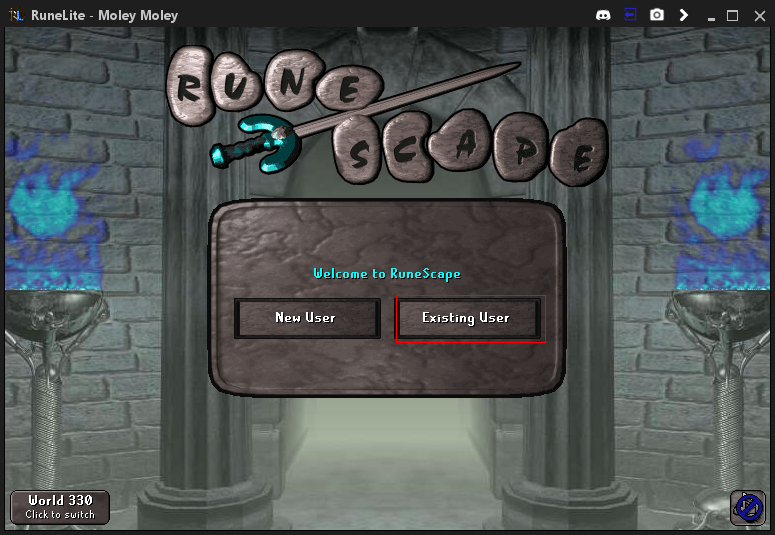 RuneLite - Moley Moley
RUNE
SCAPE
Welcome to RuneScape
New User
Existing User
World 330
Click to switch